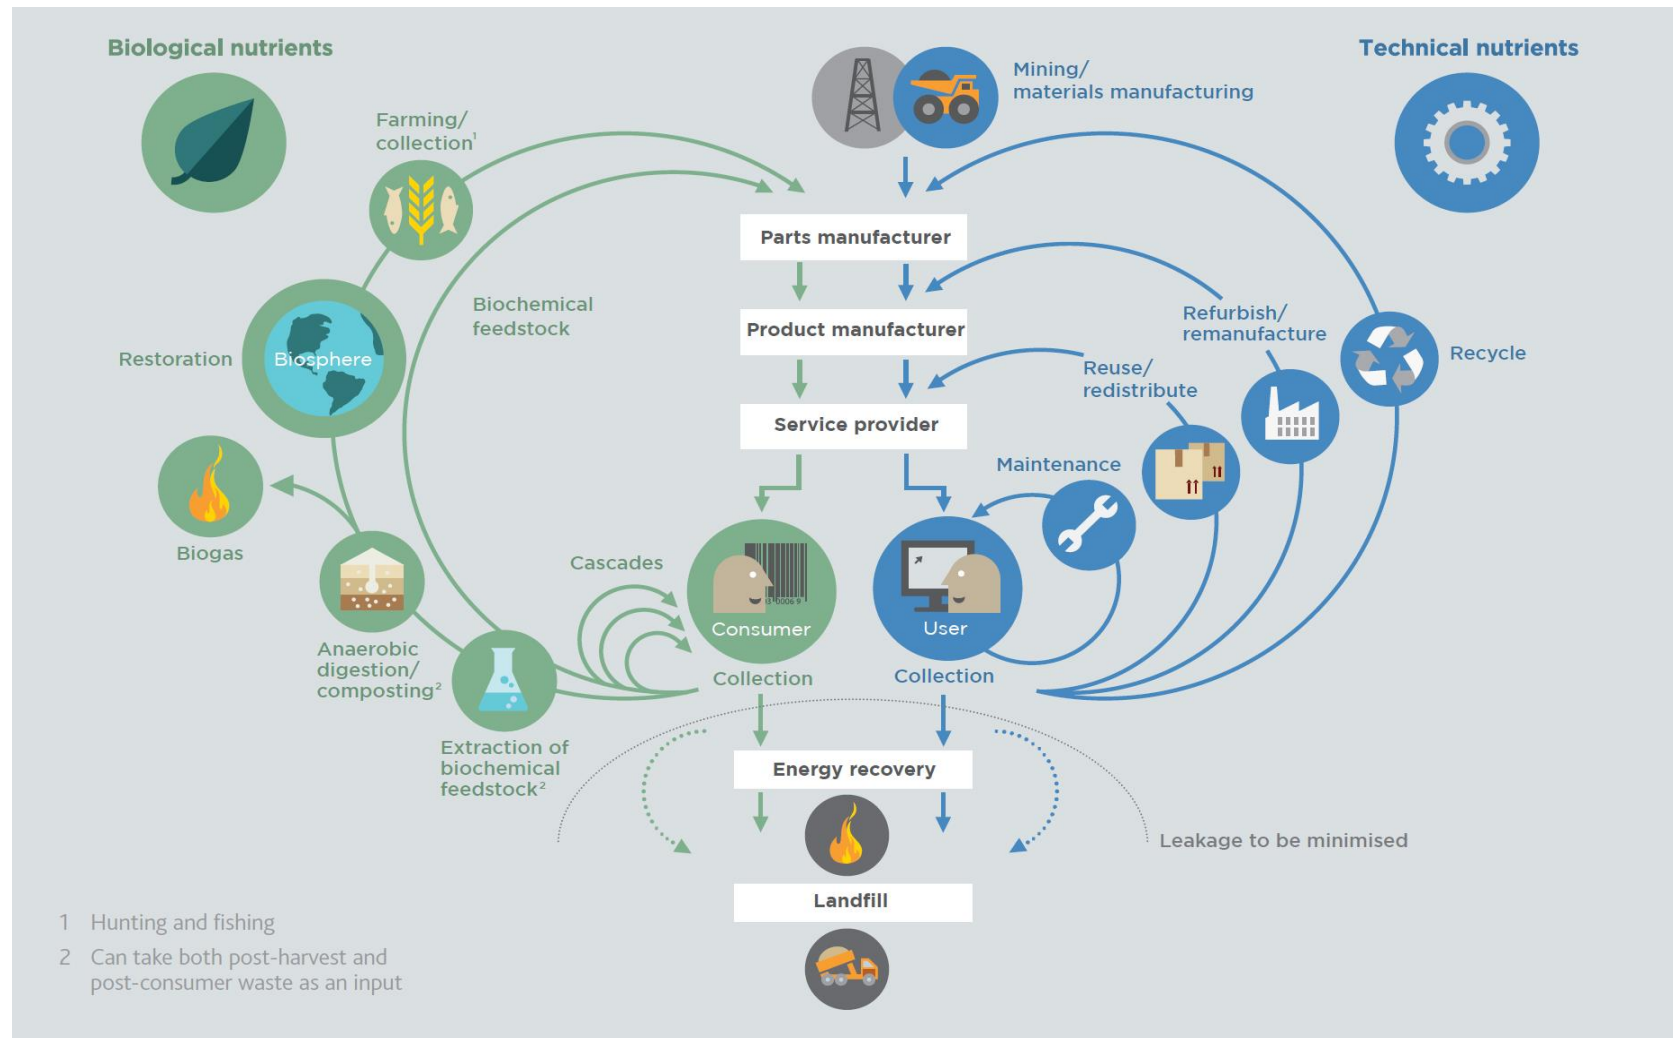 Biological nutrients
Technical nutrients
Mining/
materials manufacturing
Farming/
collection¹
Parts manufacturer
Biochemical
feedstock
Product manufacturer
Refurbish/
remanufacture
Restoration
Biosphere
Recycle
Reuse/
redistribute
Service provider
Maintenance
Biogas
Cascades
Consumer
User
Anaerobic
digestion/
composting²
Collection
Collection
Extraction of
biochemical
feedstock²
Energy recovery
Leakage to be minimised
Landfill
1 Hunting and fishing
2 Can take both post-harvest and
post-consumer waste as an input